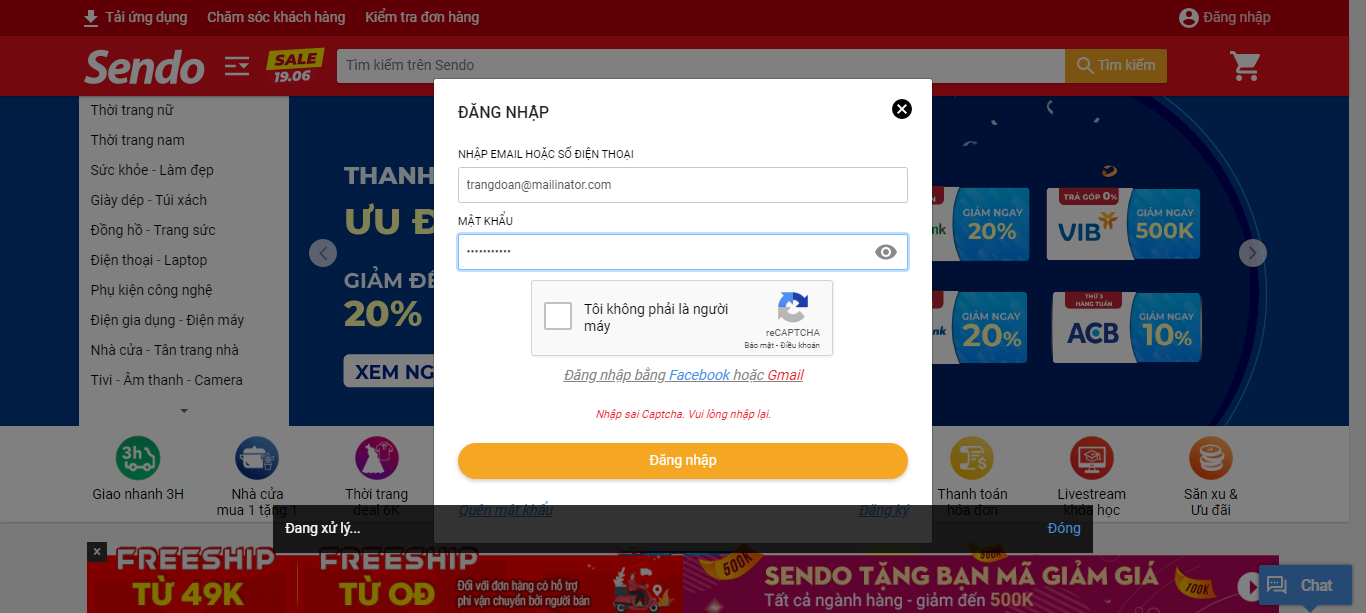 Tải ứng dụng Chăm sóc khách hàng Kiểm tra đơn hàng Đăng nhập
Sendo SALE 19.06 Tìm kiếm trên Sendo Tìm kiếm
Thời trang nữ
Thời trang nam
Sức khỏe - Làm đẹp
Giày dép - Túi xách
Đồng hồ - Trang sức
Điện thoại - Laptop
Phụ kiện công nghệ
Điện gia dụng - Điện máy
Nhà cửa - Tân trang nhà
Tivi - Âm thanh - Camera
THANH
ƯU Đ
GIẢM ĐẾ
20%
XEM NG
ĐĂNG NHẬP
NHẬP EMAIL HOẶC SỐ ĐIỆN THOẠI
trangdoan@mailinator.com
MẬT KHẨU
•••••••••••
Tôi không phải là người
máy
reCAPTCHA
Bảo mật - Điều khoản
Đăng nhập bằng Facebook hoặc Gmail
Nhập sai Captcha. Vui lòng nhập lại.
Đăng nhập
Quên mật khẩu Đăng ký
nk
GIẢM NGAY
20%
TRẢ GÓP 0%
VIB
GIẢM NGAY
500K
nk
GIẢM NGAY
20%
THỨ 3
HÀNG TUẦN
ACB
GIẢM NGAY
10%
Giao nhanh 3H
Nhà cửa
mua 1 tặng 1
Thời trang
deal 6K
Thanh toán
hóa đơn
Livestream
khóa học
Săn xu &
Ưu đãi
Đang xử lý... Đóng
FREESHIP
TỪ 49K
FREESHIP
TỪ 0Đ
Đối với đơn hàng có hỗ trợ
phí vận chuyển bởi người bán
500K
500K
SENDO TẶNG BẠN MÃ GIẢM GIÁ
Tất cả ngành hàng - giảm đến 500K
100K
Chat